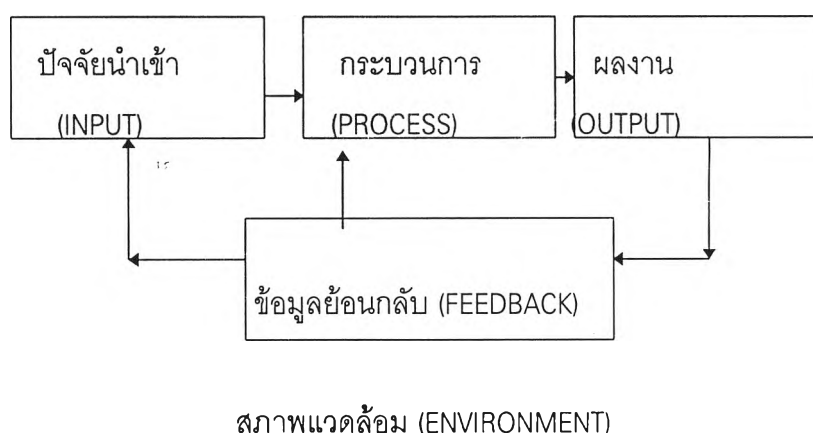 ปัจจัยนำเข้า
(INPUT)
กระบวนการ
(PROCESS)
ผลงาน
(OUTPUT)
ข้อมูลย้อนกลับ (FEEDBACK)
สภาพแวดล้อม (ENVIRONMENT)